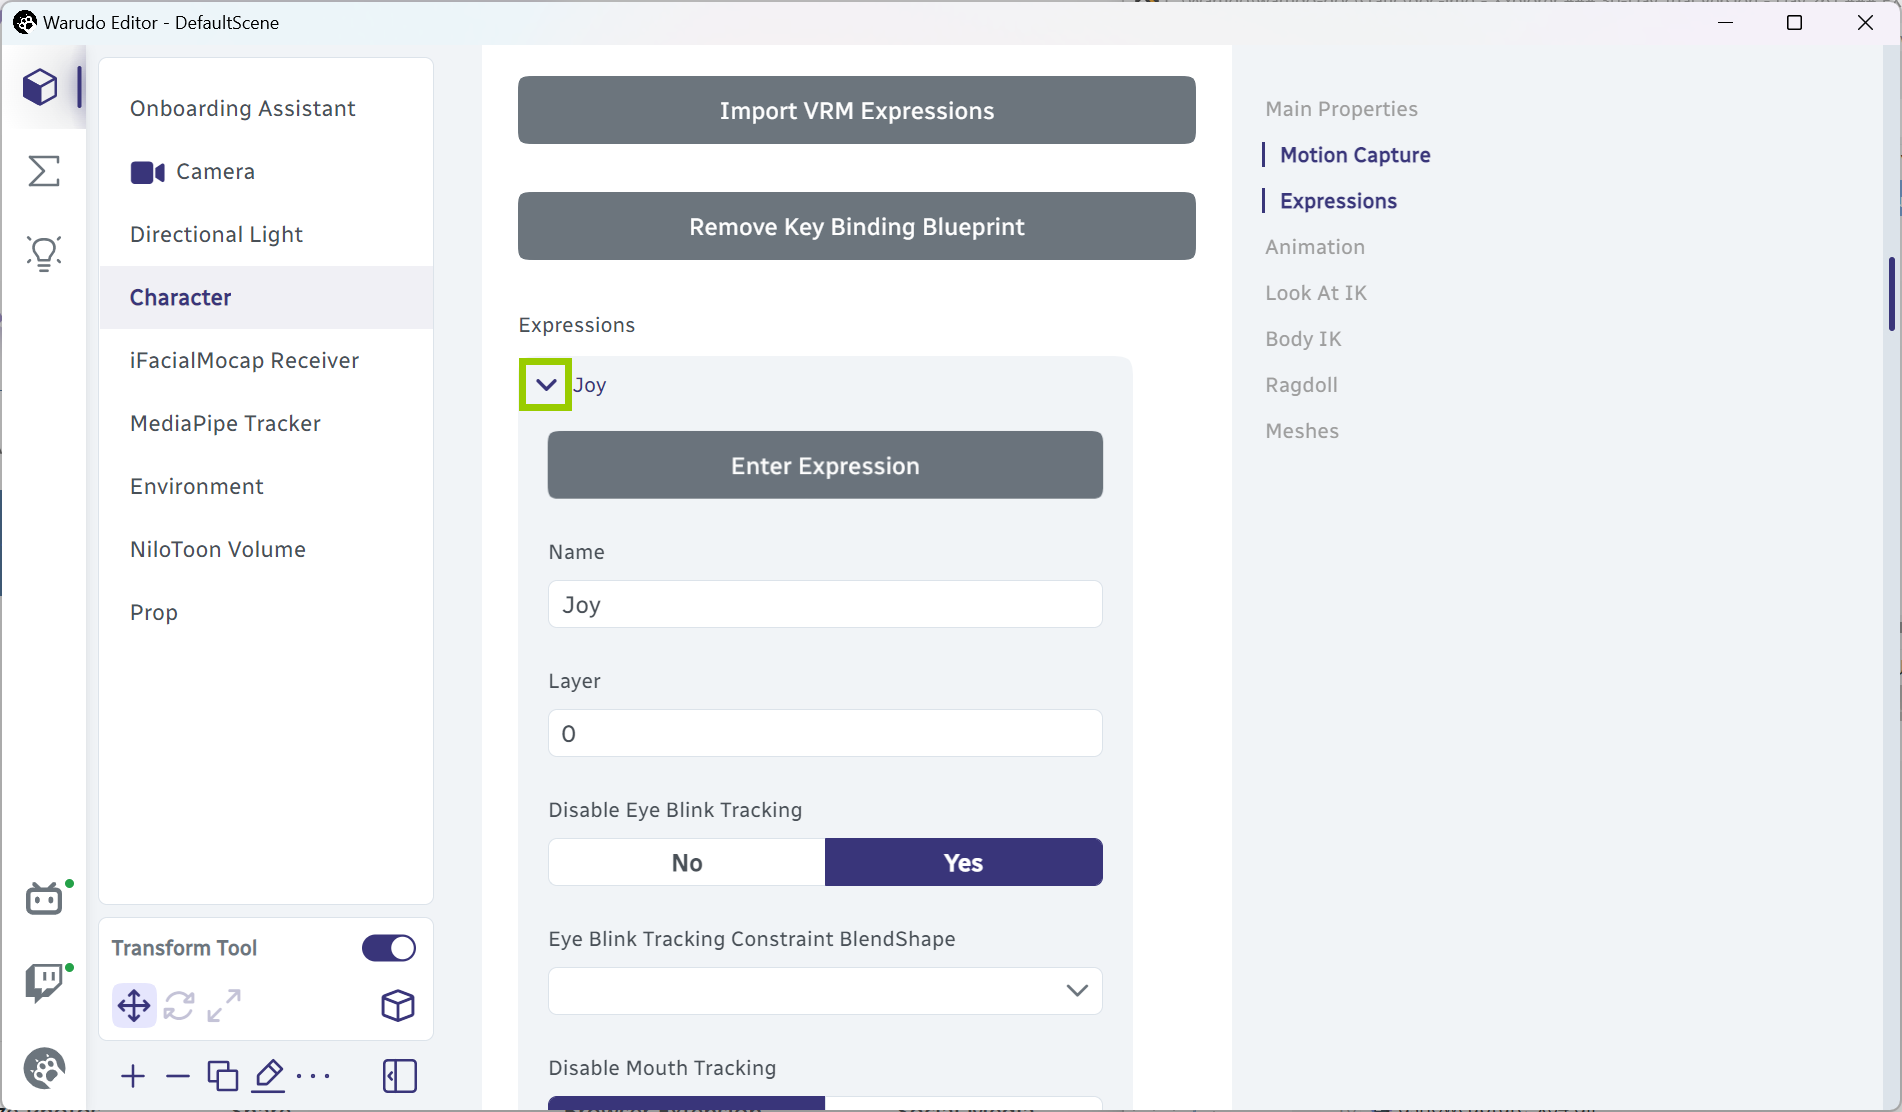 Warudo Editor - DefaultScene
Onboarding Assistant
Camera
Directional Light
Character
iFacialMocap Receiver
MediaPipe Tracker
Environment
NiloToon Volume
Prop
Transform Tool
Import VRM Expressions
Remove Key Binding Blueprint
Expressions
Joy
Enter Expression
Name
Joy
Layer
0
Disable Eye Blink Tracking
No Yes
Eye Blink Tracking Constraint BlendShape
Disable Mouth Tracking
Main Properties
Motion Capture
Expressions
Animation
Look At IK
Body IK
Ragdoll
Meshes